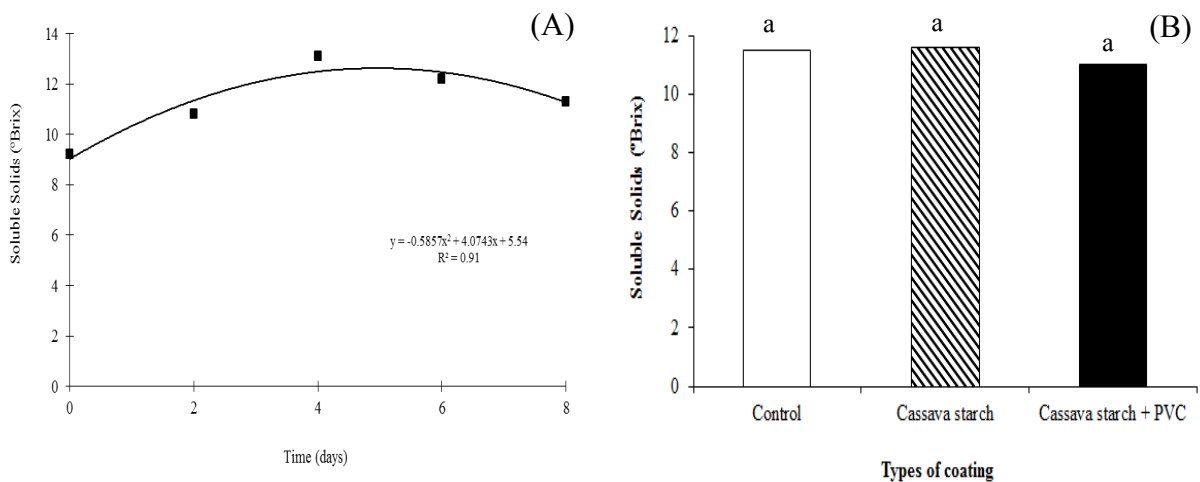 (A)
14
12
10
8
6
4
2
0
Soluble Solids (ºBrix)
y = -0.5857x² + 4.0743x + 5.54
R² = 0.91
0 2 4 6 8
Time (days)
(B)
a a a
12
10
8
6
4
2
0
Soluble Solids (ºBrix)
Control Cassava starch Cassava starch + PVC
Types of coating